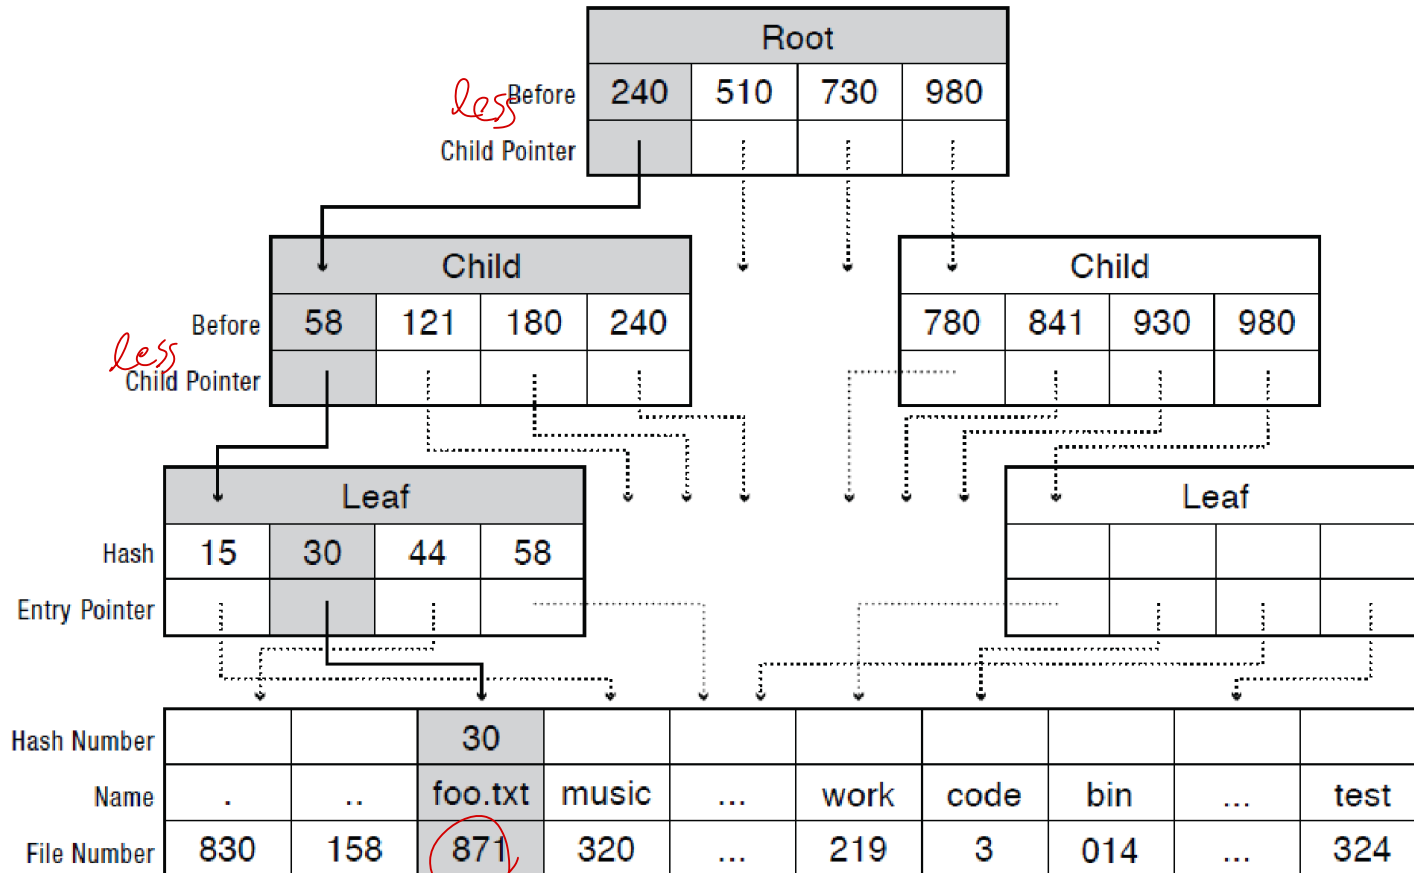 Root
less Before 240 510 730 980
Child Pointer
Child Child
Before 58 121 180 240 780 841 930 980
less
Child Pointer
Leaf Leaf
Hash 15 30 44 58
Entry Pointer
Hash Number 30
Name . .. foo.txt music ... work code bin ... test
File Number 830 158 871 320 ... 219 3 014 ... 324